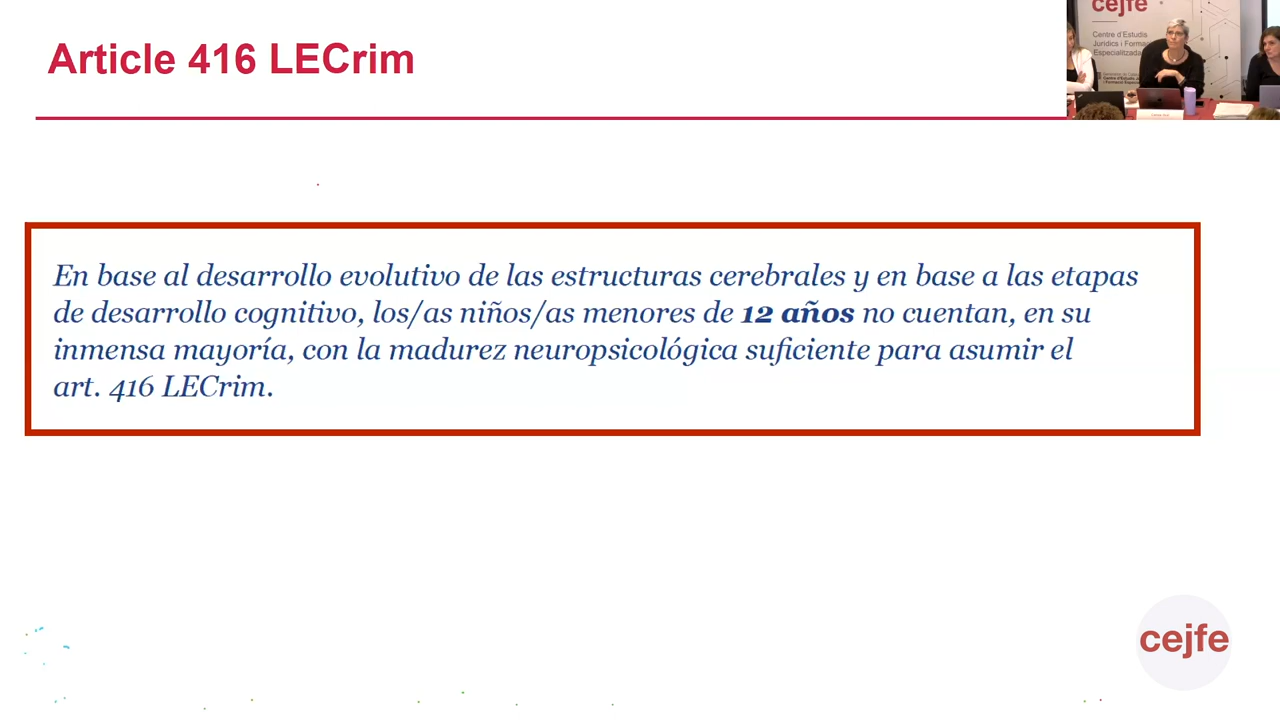 Article 416 LECrim
cejfe
Centre d'Estudis
Jurídics i Formació
Especialitzada
En base al desarrollo evolutivo de las estructuras cerebrales y en base a las etapas
de desarrollo cognitivo, los/as niños/as menores de 12 años no cuentan, en su
inmensa mayoría, con la madurez neuropsicológica suficiente para asumir el
art. 416 LECrim.
cejfe